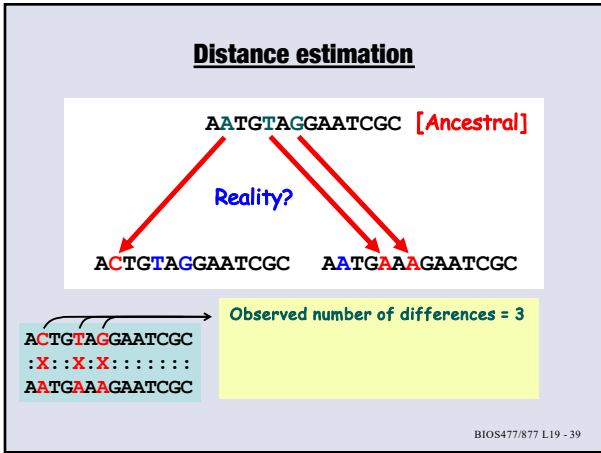 Distance estimation
AATGTAGGAATCGC [Ancestral]
Reality?
ACTGTAGGAATCGC AATGAAAGAATCGC
Observed number of differences = 3
ACTGTAGGAATCGC
:X::X:X:::::::
AATGAAAGAATCGC
BIOS477/877 L19 - 39